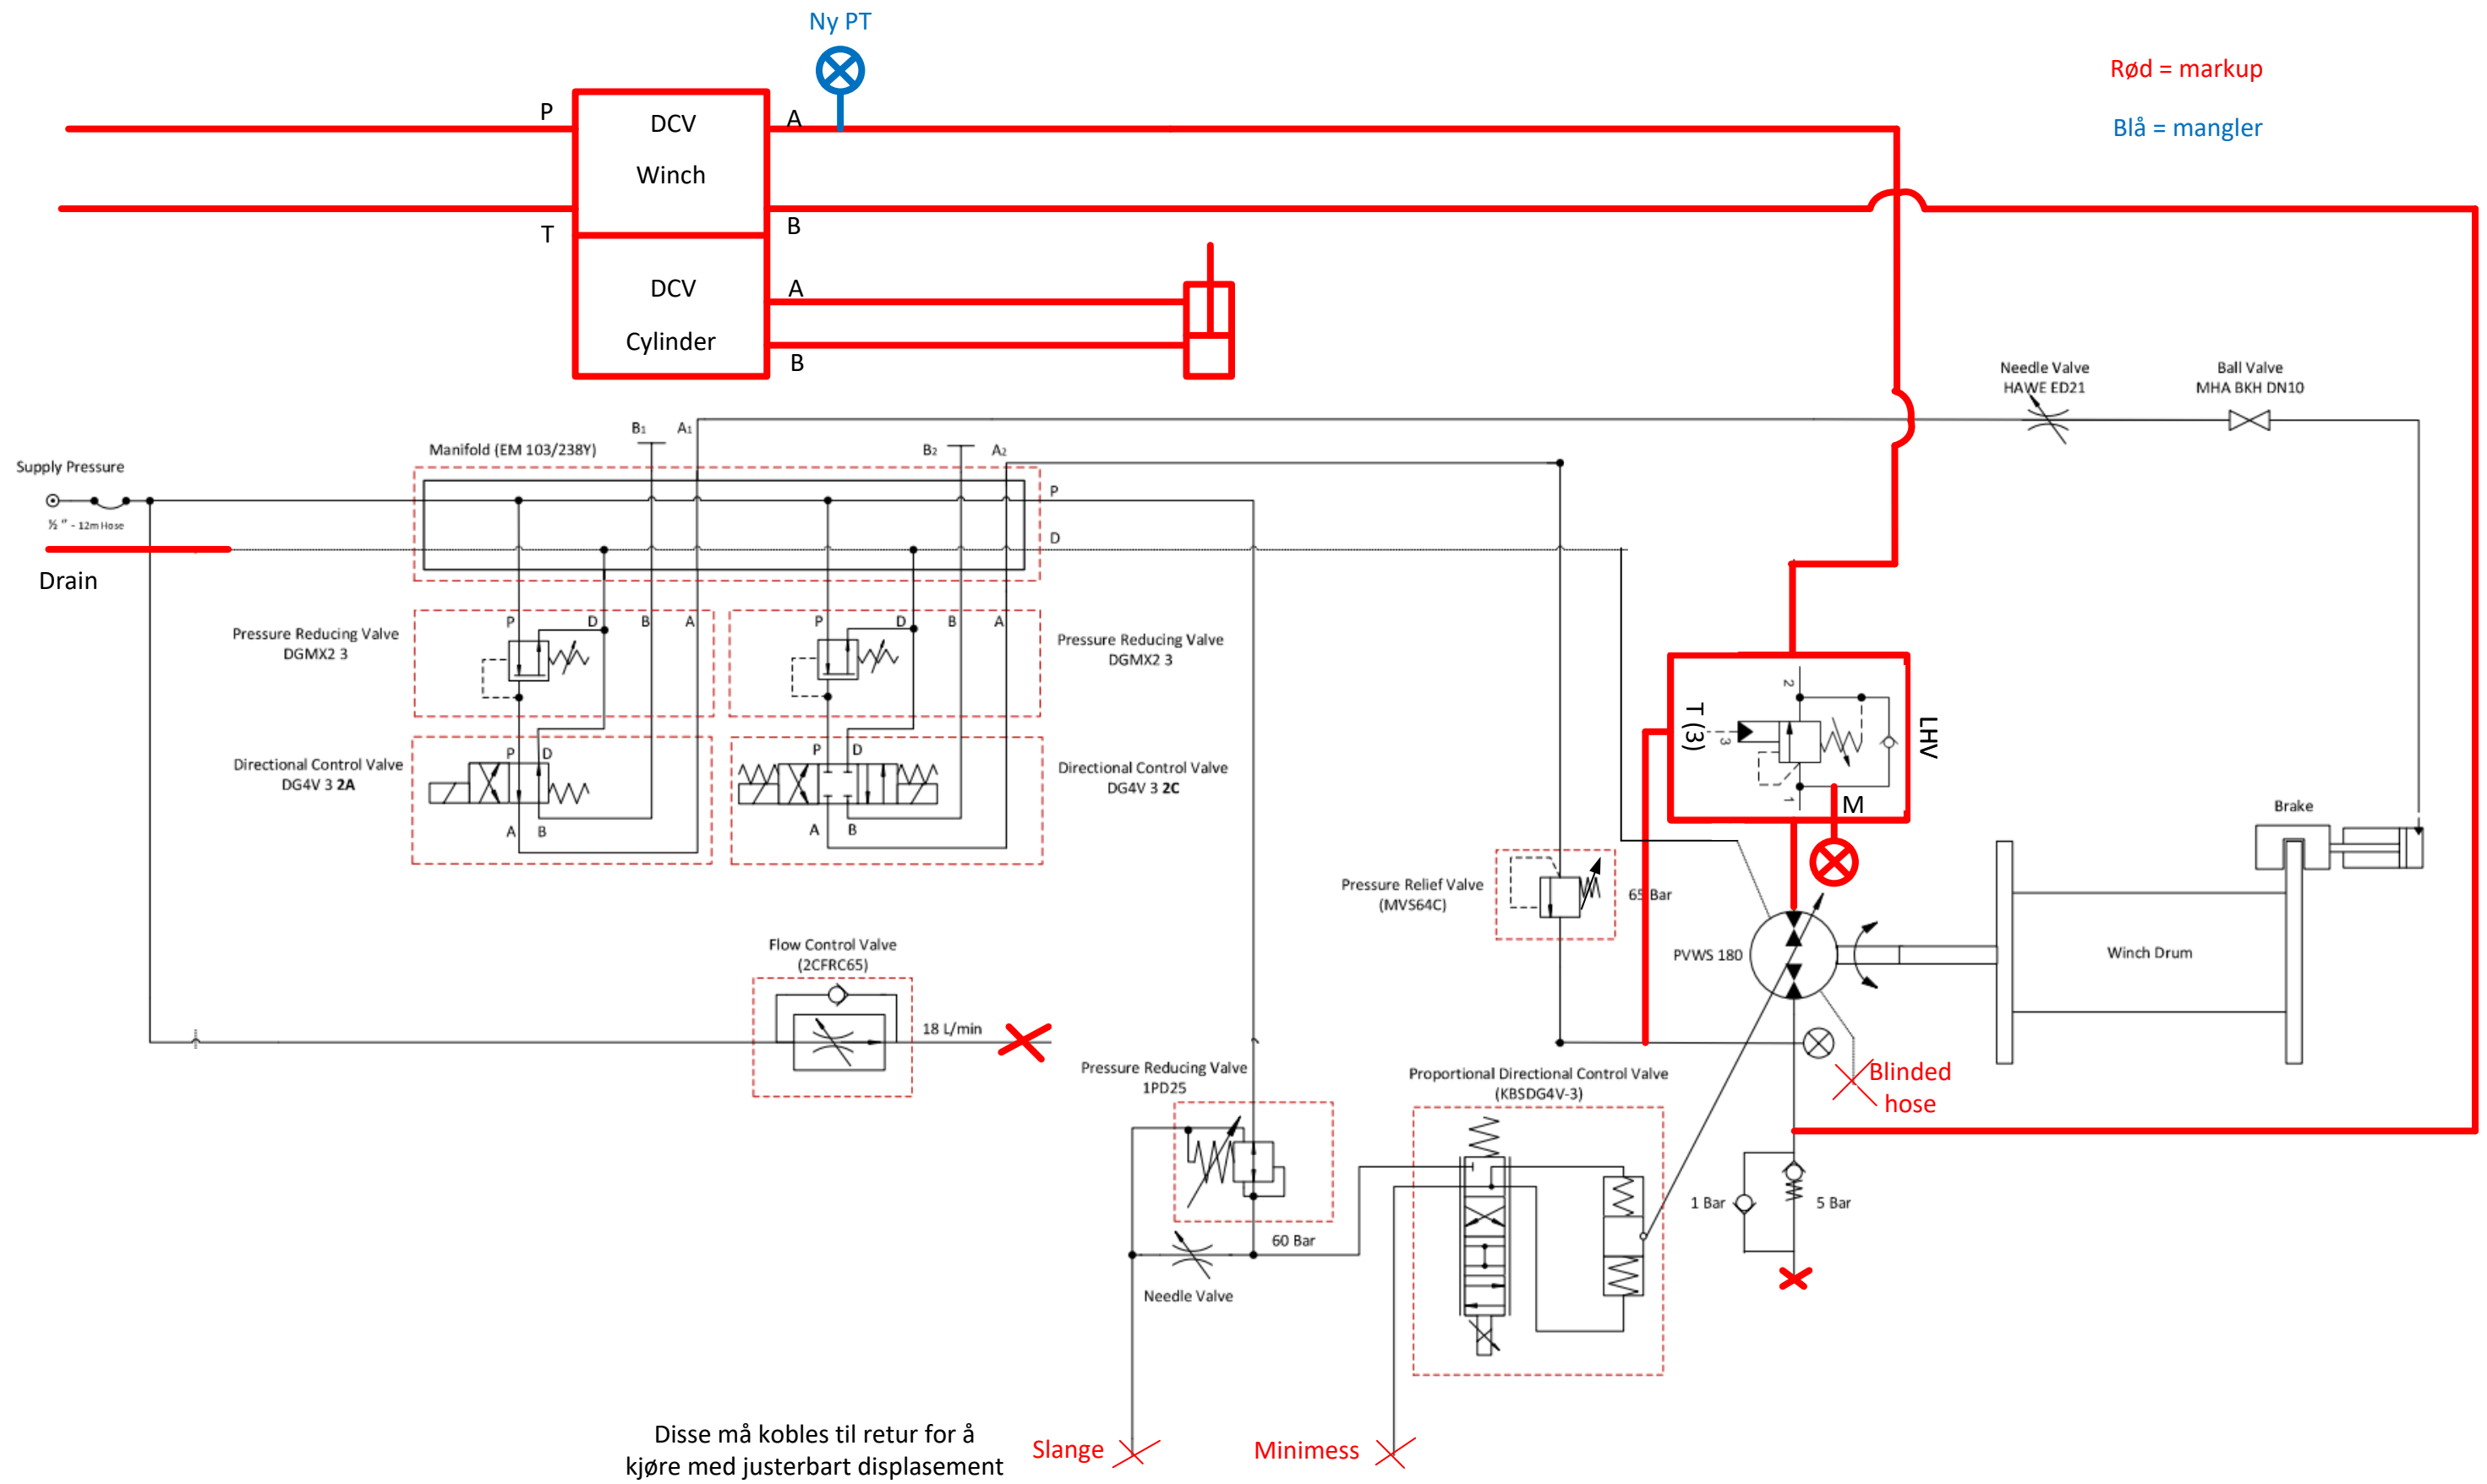 Ny PT
Rød = markup
Blå = mangler
P
DCV
Winch
A
T
B
DCV
Cylinder
A
B
Needle Valve
HAWE ED21
Ball Valve
MHA BKH DN10
Manifold (EM 103/238Y)
B1
A1
B2
A2
Supply Pressure
½ " - 12m Hose
P
D
Drain
Pressure Reducing Valve
DGMX2 3
P
D
B
A
P
D
B
A
Pressure Reducing Valve
DGMX2 3
Directional Control Valve
DG4V 3 2A
P
D
A
B
P
D
A
B
Directional Control Valve
DG4V 3 2C
2
T (3)
3
LHV
1
M
Brake
Pressure Relief Valve
(MVS64C)
65 Bar
PVWS 180
Winch Drum
Flow Control Valve
(2CFRC65)
18 L/min
Blinded
hose
Pressure Reducing Valve
1PD25
Proportional Directional Control Valve
(KBSDG4V-3)
60 Bar
Needle Valve
1 Bar
5 Bar
Disse må kobles til retur for å
kjøre med justerbart displasement
Slange
Minimess